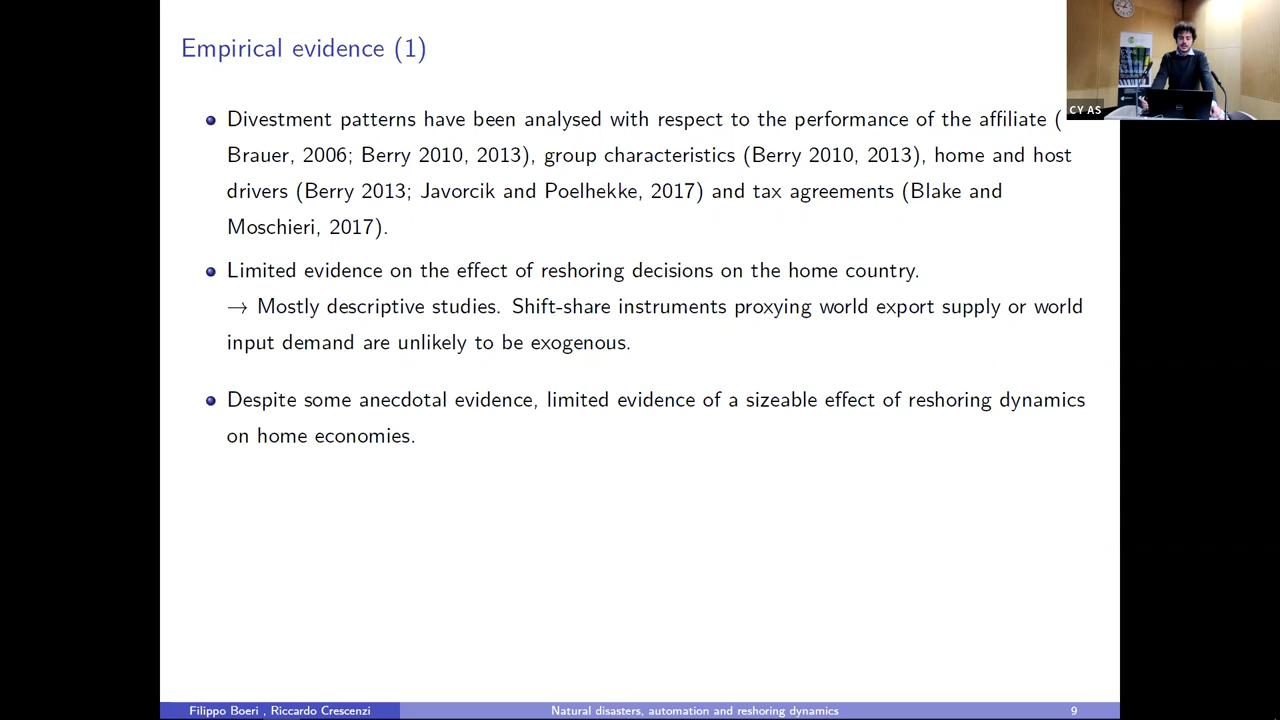 Empirical evidence (1)
Divestment patterns have been analysed with respect to the performance of the affiliate (
Brauer, 2006; Berry 2010, 2013), group characteristics (Berry 2010, 2013), home and host
drivers (Berry 2013; Javorcik and Poelhekke, 2017) and tax agreements (Blake and
Moschieri, 2017).
Limited evidence on the effect of reshoring decisions on the home country.
→ Mostly descriptive studies. Shift-share instruments proxying world export supply or world
input demand are unlikely to be exogenous.
Despite some anecdotal evidence, limited evidence of a sizeable effect of reshoring dynamics
on home economies.
CY AS
Filippo Boeri , Riccardo Crescenzi
Natural disasters, automation and reshoring dynamics
9